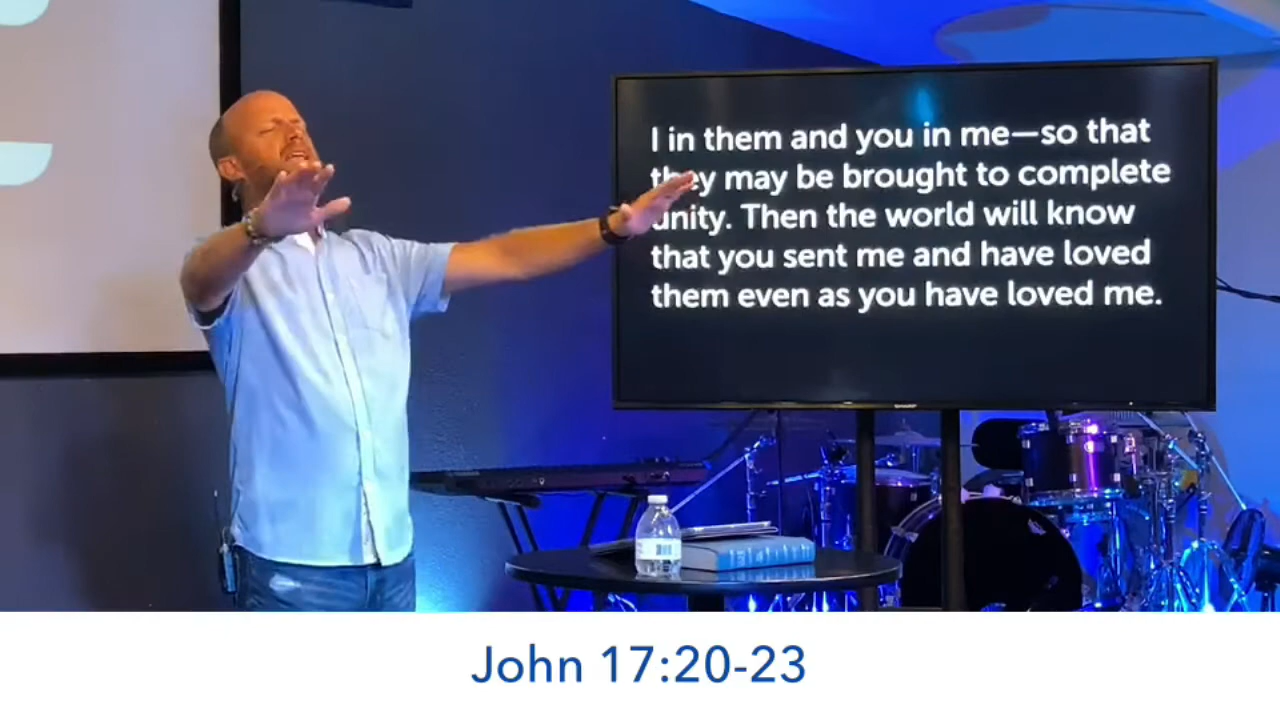 I in them and you in me—so that
they may be brought to complete
unity. Then the world will know
that you sent me and have loved
them even as you have loved me.
John 17:20-23